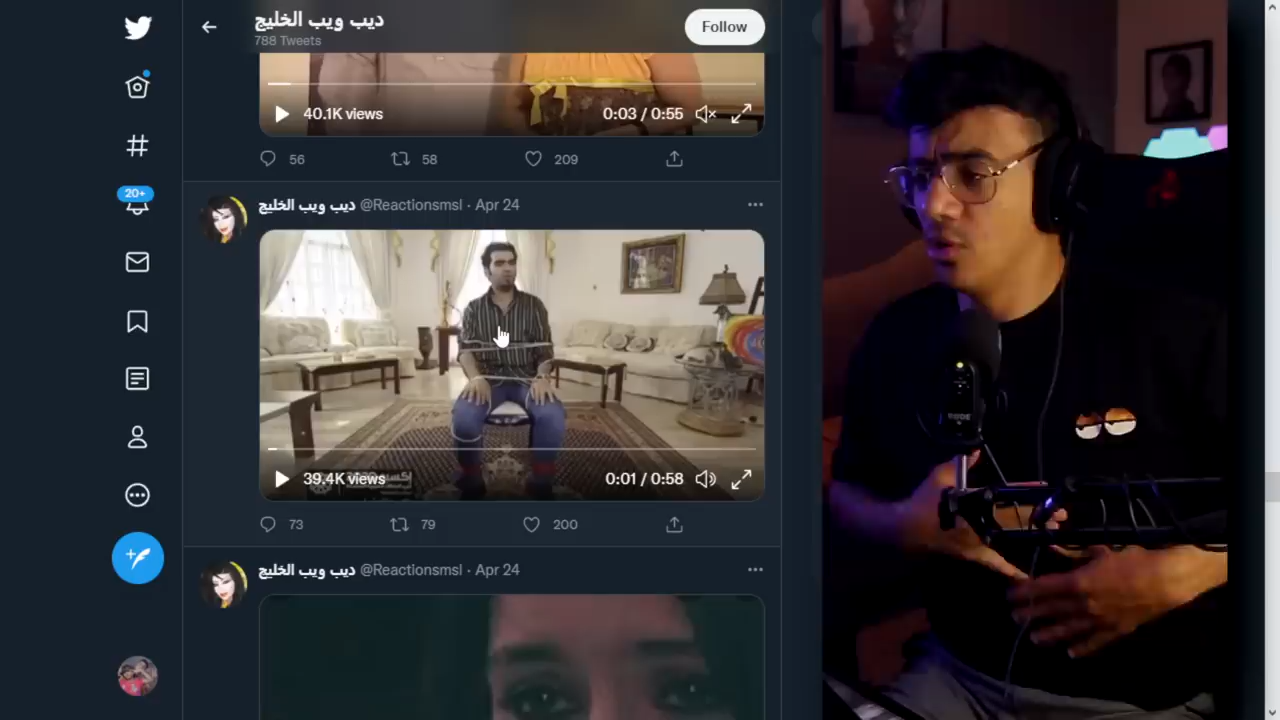 ديب ويب الخليج
788 Tweets
Follow
40.1K views
0:03 / 0:55
56
58
209
20+
ديب ويب الخليج @Reactionsmsl · Apr 24
39.4K views
0:01 / 0:58
73
79
200
ديب ويب الخليج @Reactionsmsl · Apr 24
RODE